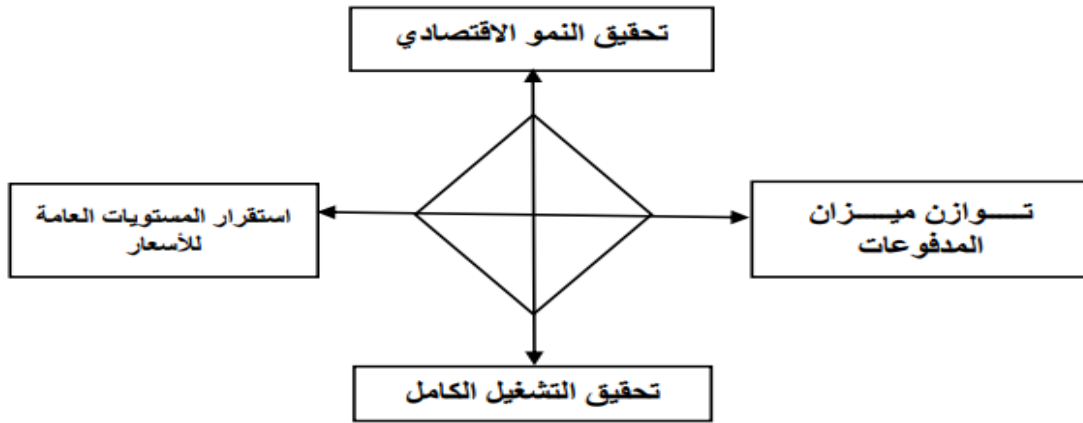 تحقيق النمو الاقتصادي
تـــوازن ميـــزان
المدفوعات
استقرار المستويات العامة
للأسعار
تحقيق التشغيل الكامل